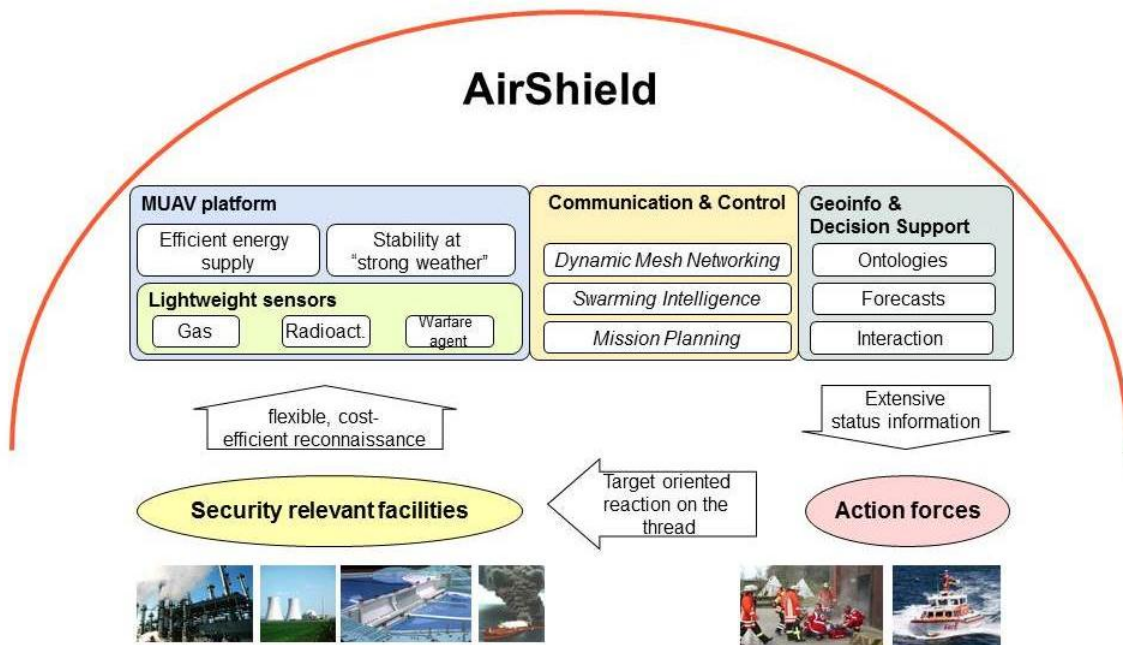 AirShield
MUAV platform
Efficient energy
supply
Stability at
“strong weather”
Lightweight sensors
Gas
Radioact.
Warfare
agent
Communication & Control
Dynamic Mesh Networking
Swarming Intelligence
Mission Planning
Geoinfo &
Decision Support
Ontologies
Forecasts
Interaction
flexible, cost-
efficient reconnaissance
Extensive
status information
Security relevant facilities
Target oriented
reaction on the
thread
Action forces